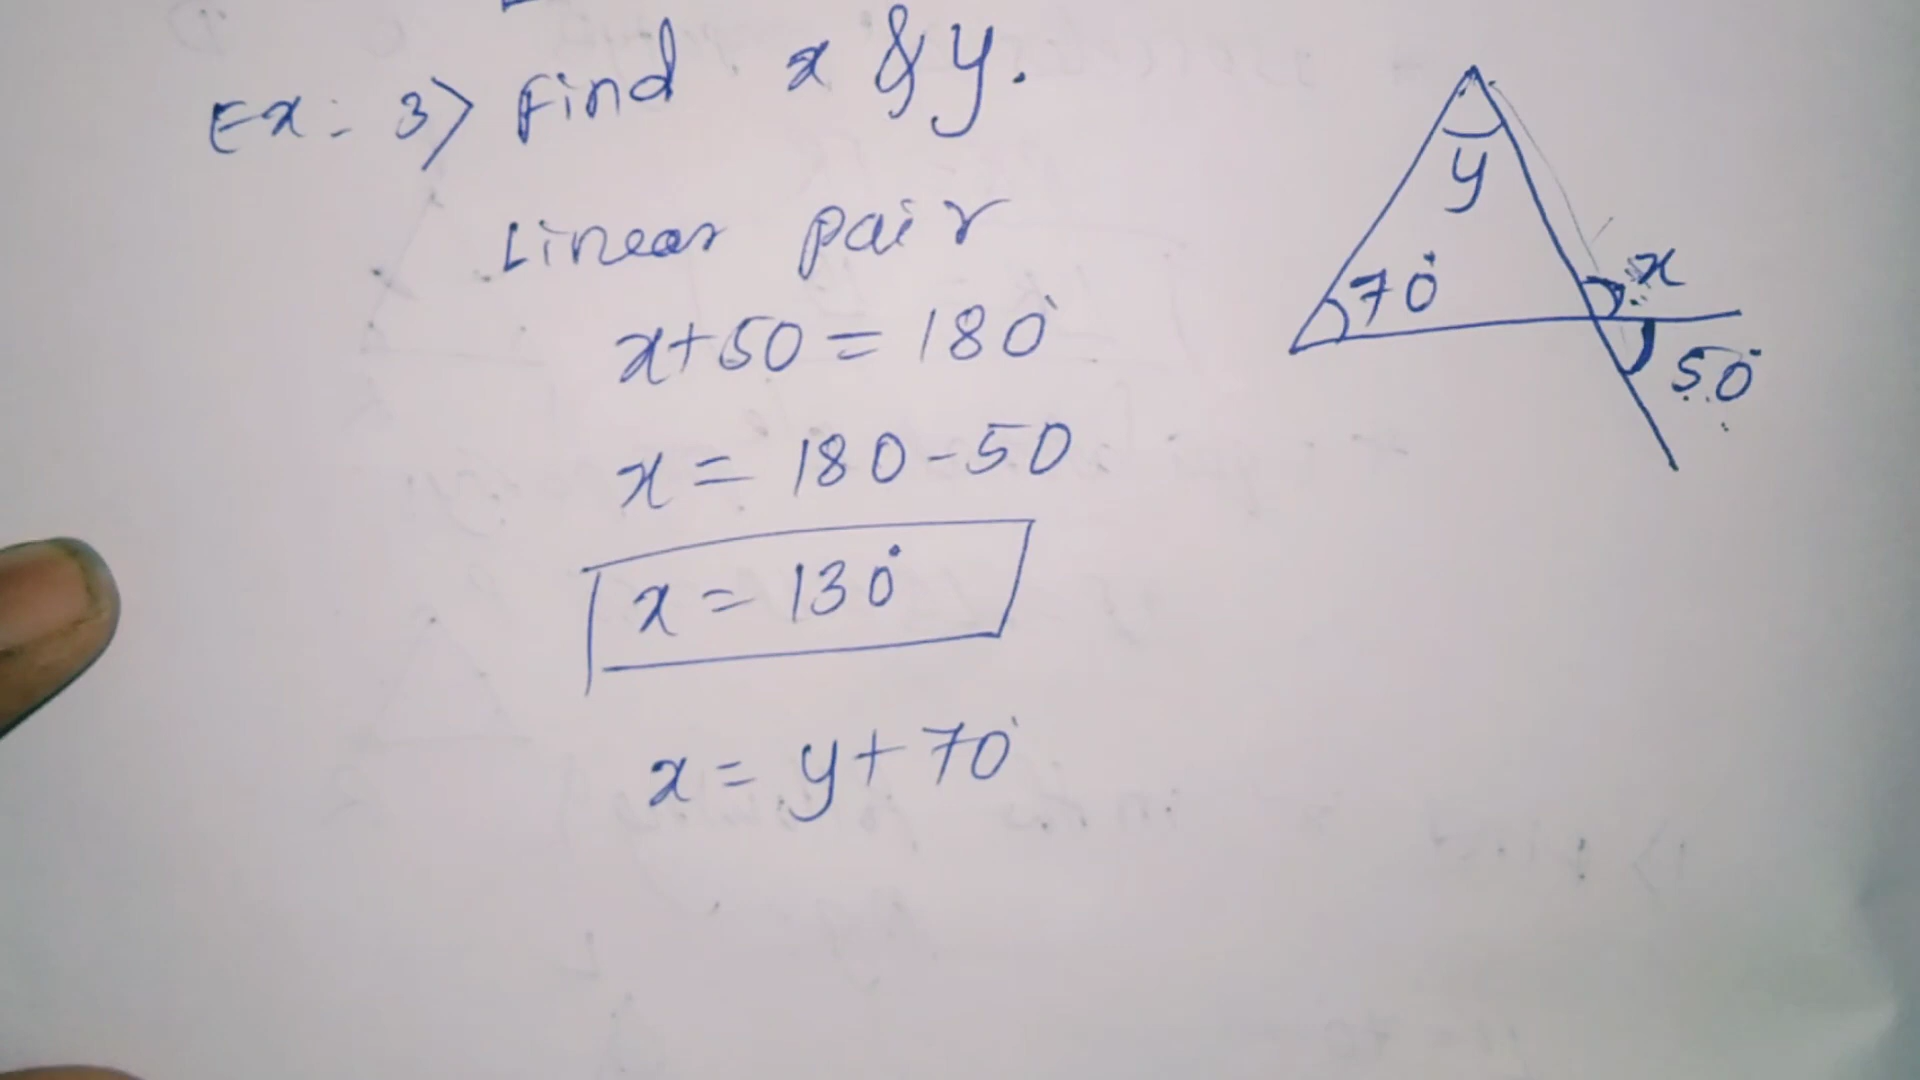 Ex: 3) Find x & y.
Linear pair
x+50 = 180°
x = 180-50
x = 130°
x = y + 70°
y
70°
x
50°